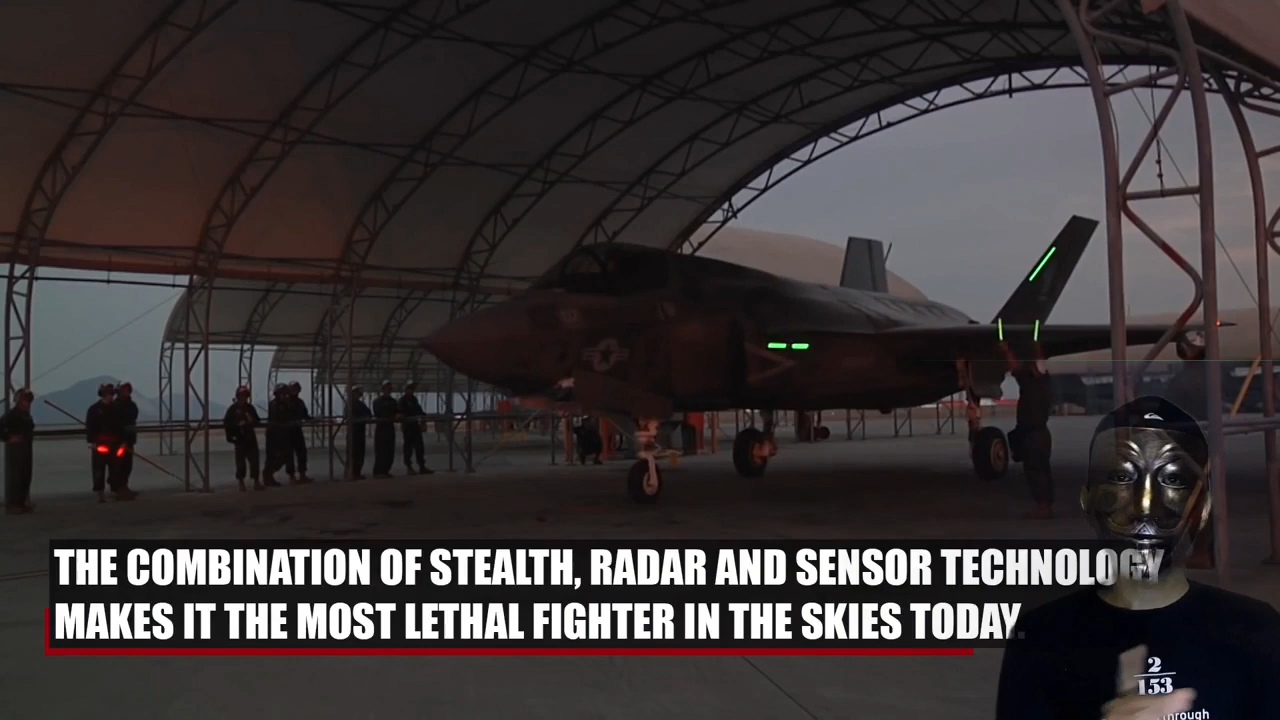 THE COMBINATION OF STEALTH, RADAR AND SENSOR TECHNOLOGY
MAKES IT THE MOST LETHAL FIGHTER IN THE SKIES TODAY.
2
153
through